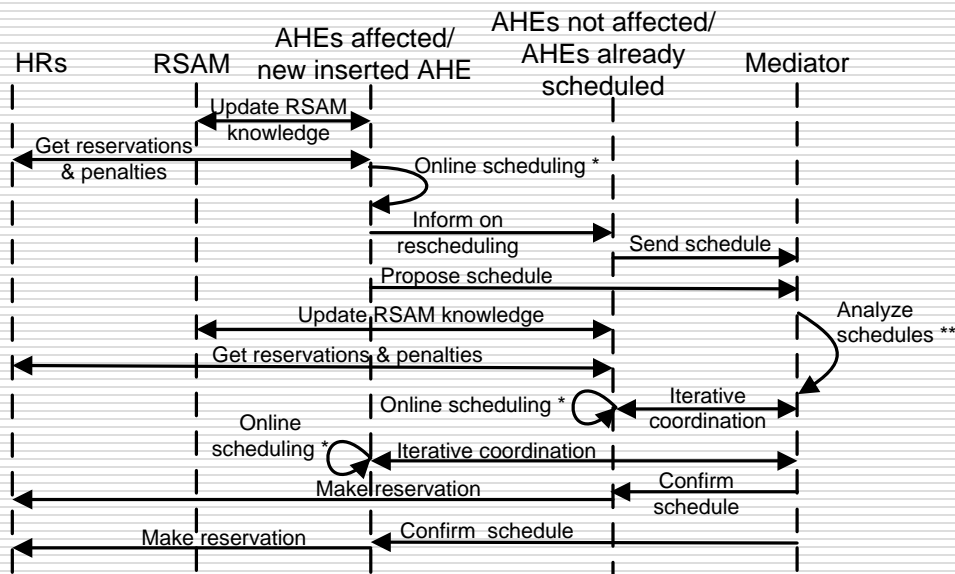 HRs
RSAM
AHEs affected/
new inserted AHE
AHEs not affected/
AHEs already
scheduled
Mediator
Update RSAM
knowledge
Get reservations
& penalties
Online scheduling *
Inform on
rescheduling
Send schedule
Propose schedule
Update RSAM knowledge
Analyze
schedules **
Get reservations & penalties
Online scheduling *
Iterative
coordination
Online
scheduling *
Iterative coordination
Make reservation
Confirm
schedule
Make reservation
Confirm schedule